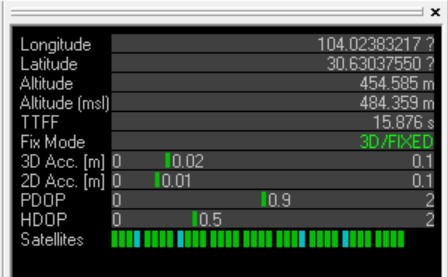 Longitude 104.02383217 ?
Latitude 30.63037550 ?
Altitude 454.585 m
Altitude (msl) 484.359 m
TTFF 15.876 s
Fix Mode 3D/FIXED
3D Acc. [m] 0 0.02 0.1
2D Acc. [m] 0 0.01 0.1
PDOP 0 0.9 2
HDOP 0 0.5 2
Satellites